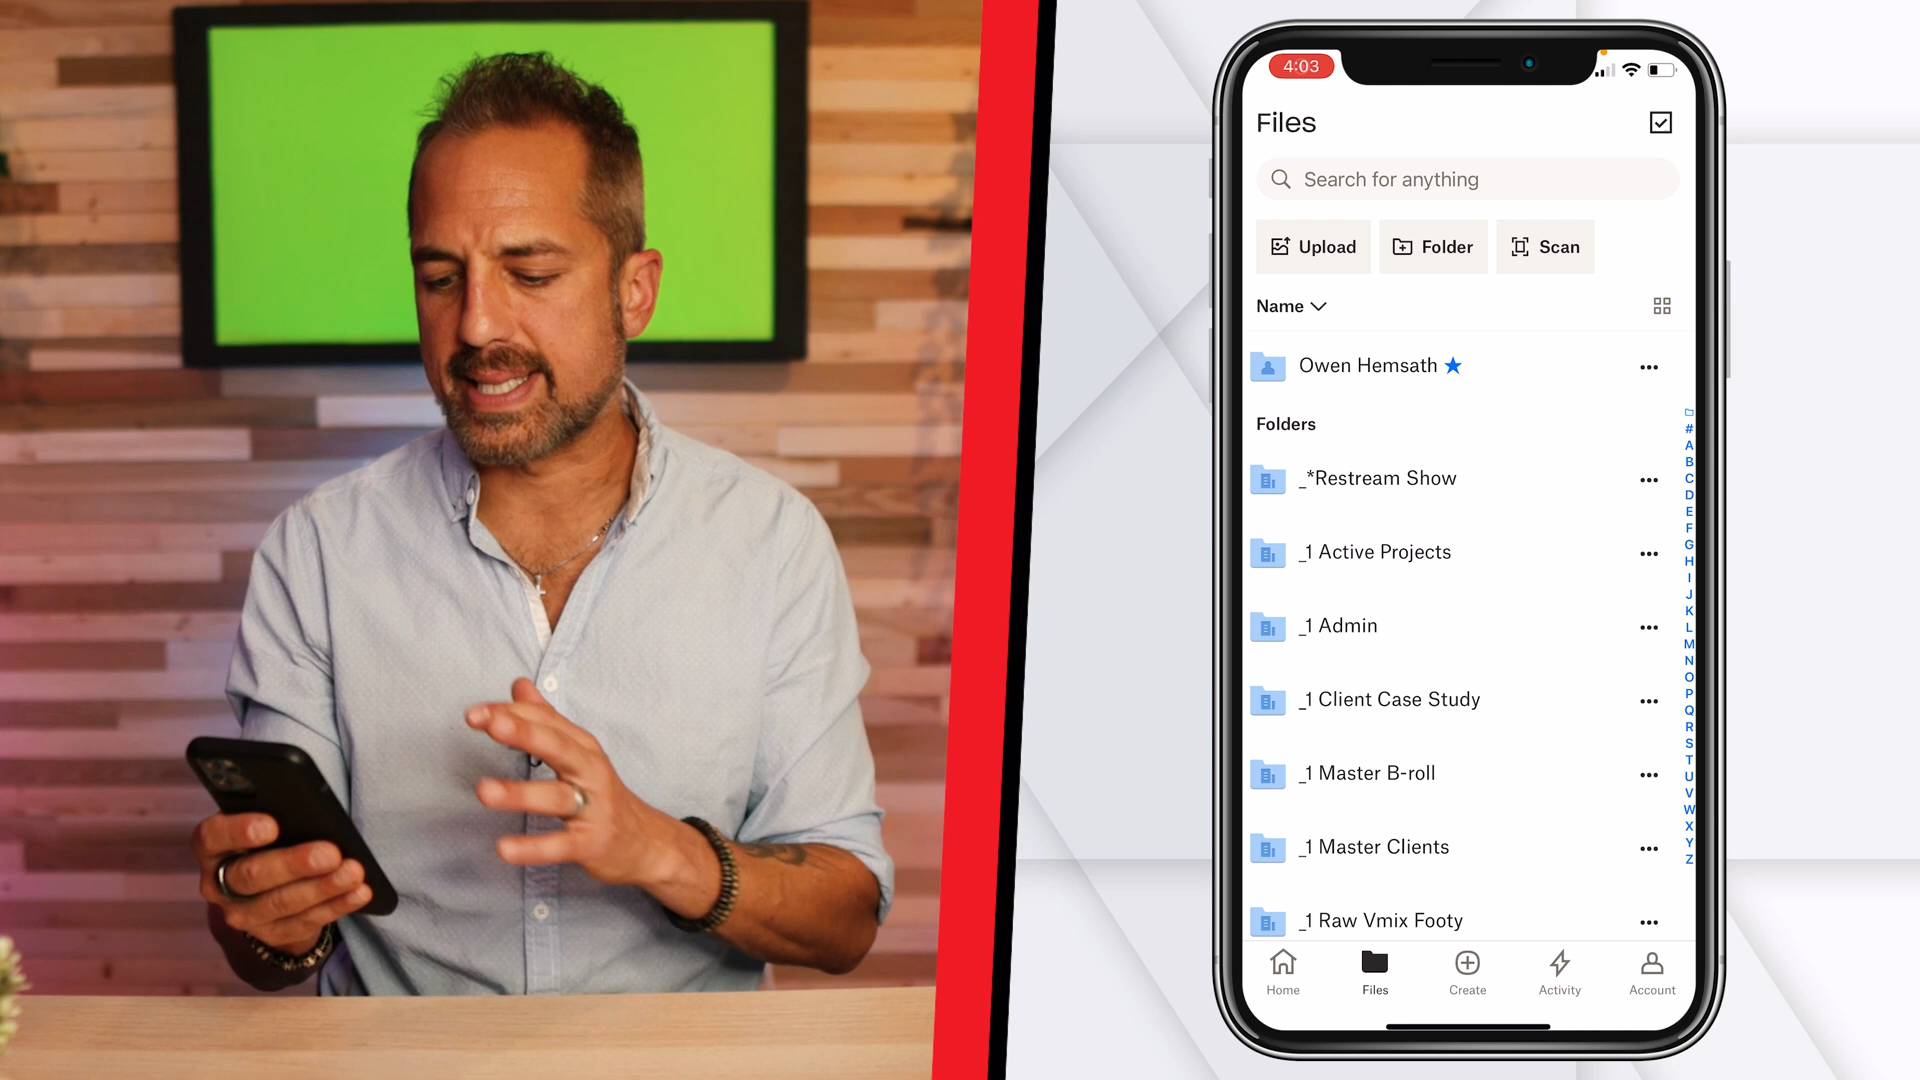 4:03
Files
Search for anything
Upload
Folder
Scan
Name
Owen Hemsath
Folders
_*Restream Show
_1 Active Projects
_1 Admin
_1 Client Case Study
_1 Master B-roll
_1 Master Clients
_1 Raw Vmix Footy
#
A
B
C
D
E
F
G
H
I
J
K
L
M
N
O
P
Q
R
S
T
U
V
W
X
Y
Z
Home
Files
Create
Activity
Account